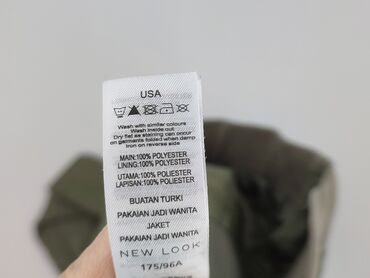 USA
Wash with similar colours
Wash inside out
Dry flat as staining can occur
on garments folded when damp
Iron on reverse side
MAIN:100% POLYESTER
LINING:100% POLYESTER
UTAMA:100% POLIESTER
LAPISAN:100% POLIESTER
BUATAN TURKI
PAKAIAN JADI WANITA
JAKET
PAKAIAN JADI WANITA
NEW LOOK
175/96A